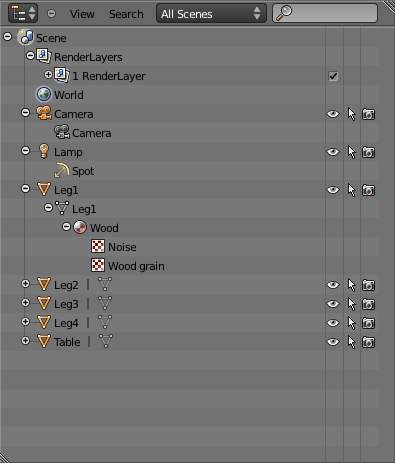 View Search All Scenes
Scene
RenderLayers
1 RenderLayer
World
Camera
Camera
Lamp
Spot
Leg1
Leg1
Wood
Noise
Wood grain
Leg2 |
Leg3 |
Leg4 |
Table |